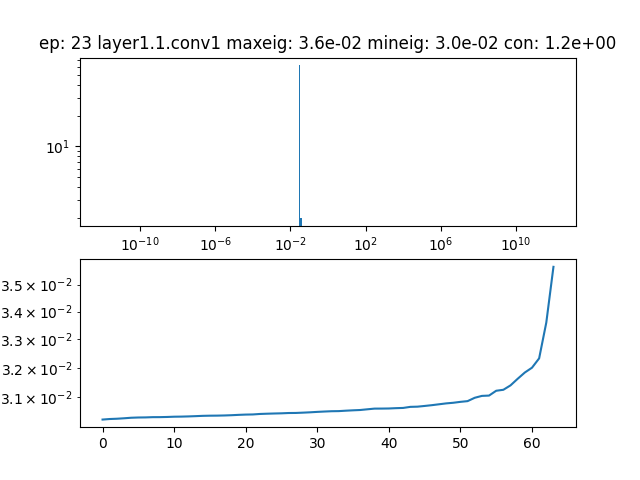 ep: 23 layer1.1.conv1 maxeig: 3.6e-02 mineig: 3.0e-02 con: 1.2e+00
10¹
10⁻¹⁰ 10⁻⁶ 10⁻² 10² 10⁶ 10¹⁰
3.5 × 10⁻²
3.4 × 10⁻²
3.3 × 10⁻²
3.2 × 10⁻²
3.1 × 10⁻²
0 10 20 30 40 50 60